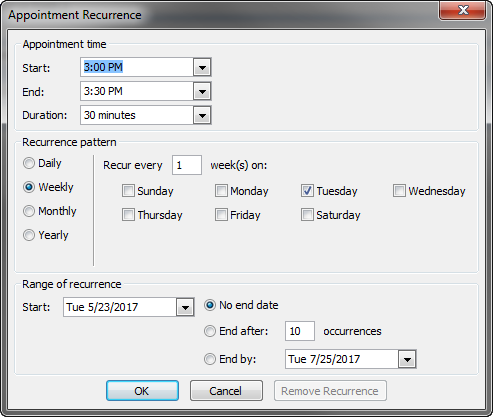 Appointment Recurrence
Appointment time
Start: 3:00 PM
End: 3:30 PM
Duration: 30 minutes
Recurrence pattern
Daily
Weekly
Monthly
Yearly
Recur every 1 week(s) on:
Sunday Monday Tuesday Wednesday
Thursday Friday Saturday
Range of recurrence
Start: Tue 5/23/2017
No end date
End after: 10 occurrences
End by: Tue 7/25/2017
OK Cancel Remove Recurrence